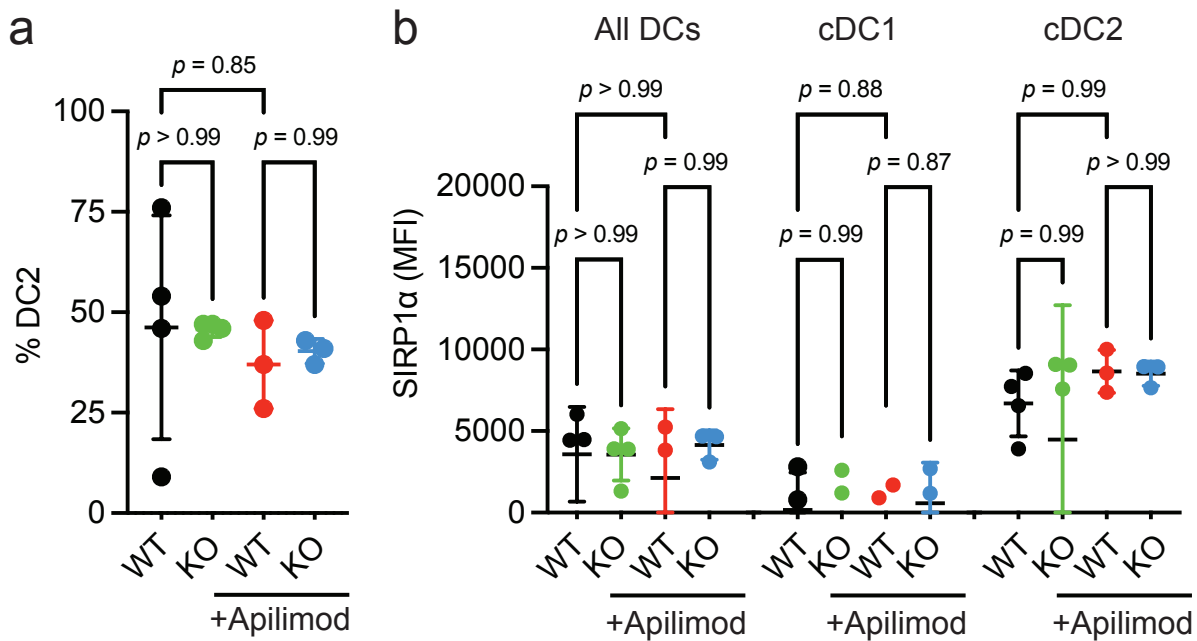 a
p = 0.85
p > 0.99
p = 0.99
100
75
50
25
0
% DC2
WT
KO
WT
KO
+Apilimod
b
All DCs
cDC1
cDC2
p > 0.99
p = 0.88
p = 0.99
p = 0.99
p = 0.87
p > 0.99
p > 0.99
p = 0.99
p = 0.99
20000
15000
10000
5000
0
SIRP1α (MFI)
WT
KO
WT
KO
WT
KO
WT
KO
WT
KO
WT
KO
+Apilimod
+Apilimod
+Apilimod